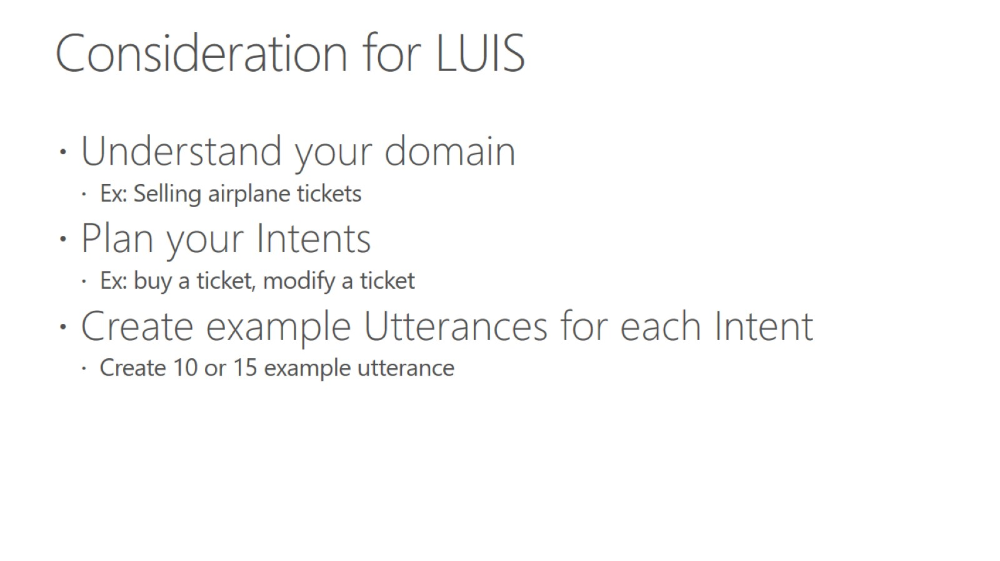 Consideration for LUIS
· Understand your domain
· Ex: Selling airplane tickets
· Plan your Intents
· Ex: buy a ticket, modify a ticket
· Create example Utterances for each Intent
· Create 10 or 15 example utterance